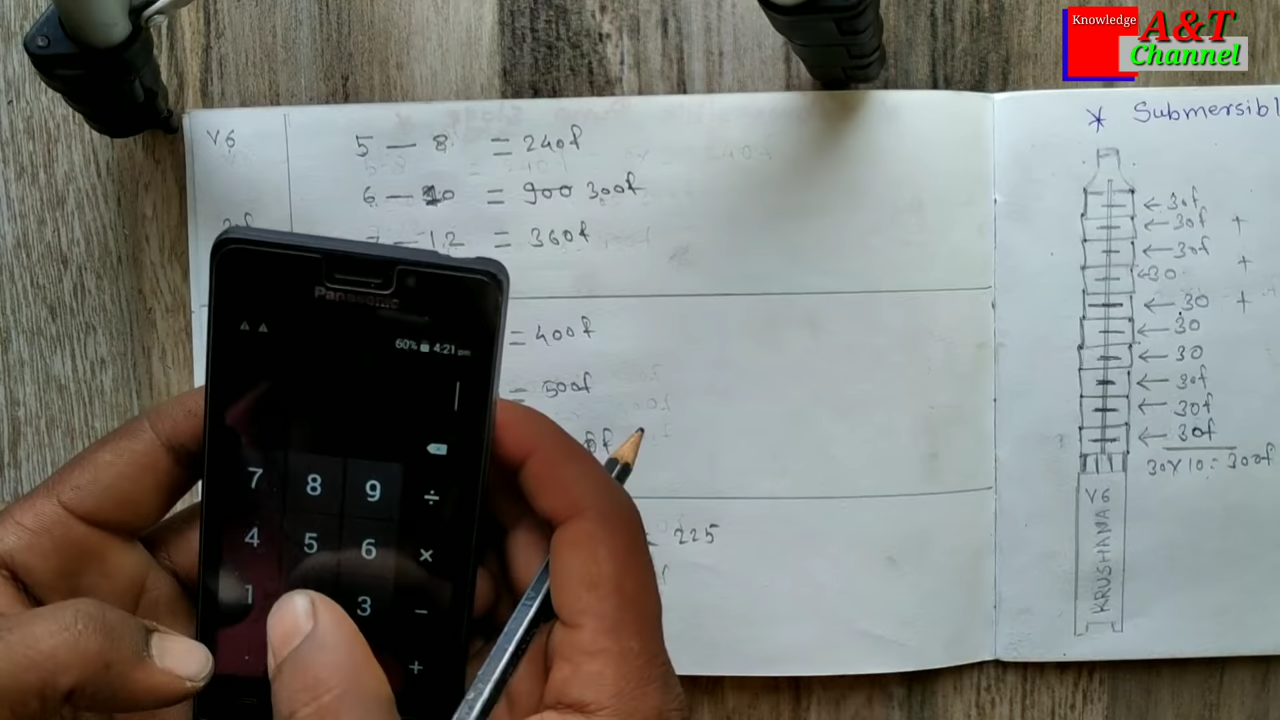 Knowledge A&T
Channel
V6
5 — 8 = 240f
6 — 10 = 900 300f
7 — 12 = 360f
= 400f
= 500f
= 225
* Submersibl
← 30f
← 30f +
← 30f
← 30 +
← 30 +
← 30
← 30
← 30f
← 30f
← 30f
30 × 10 = 300f
V6
KRUSHANA
Panasonic
60% 4:21 pm
7 8 9 ÷
4 5 6 ×
1 3 −
+